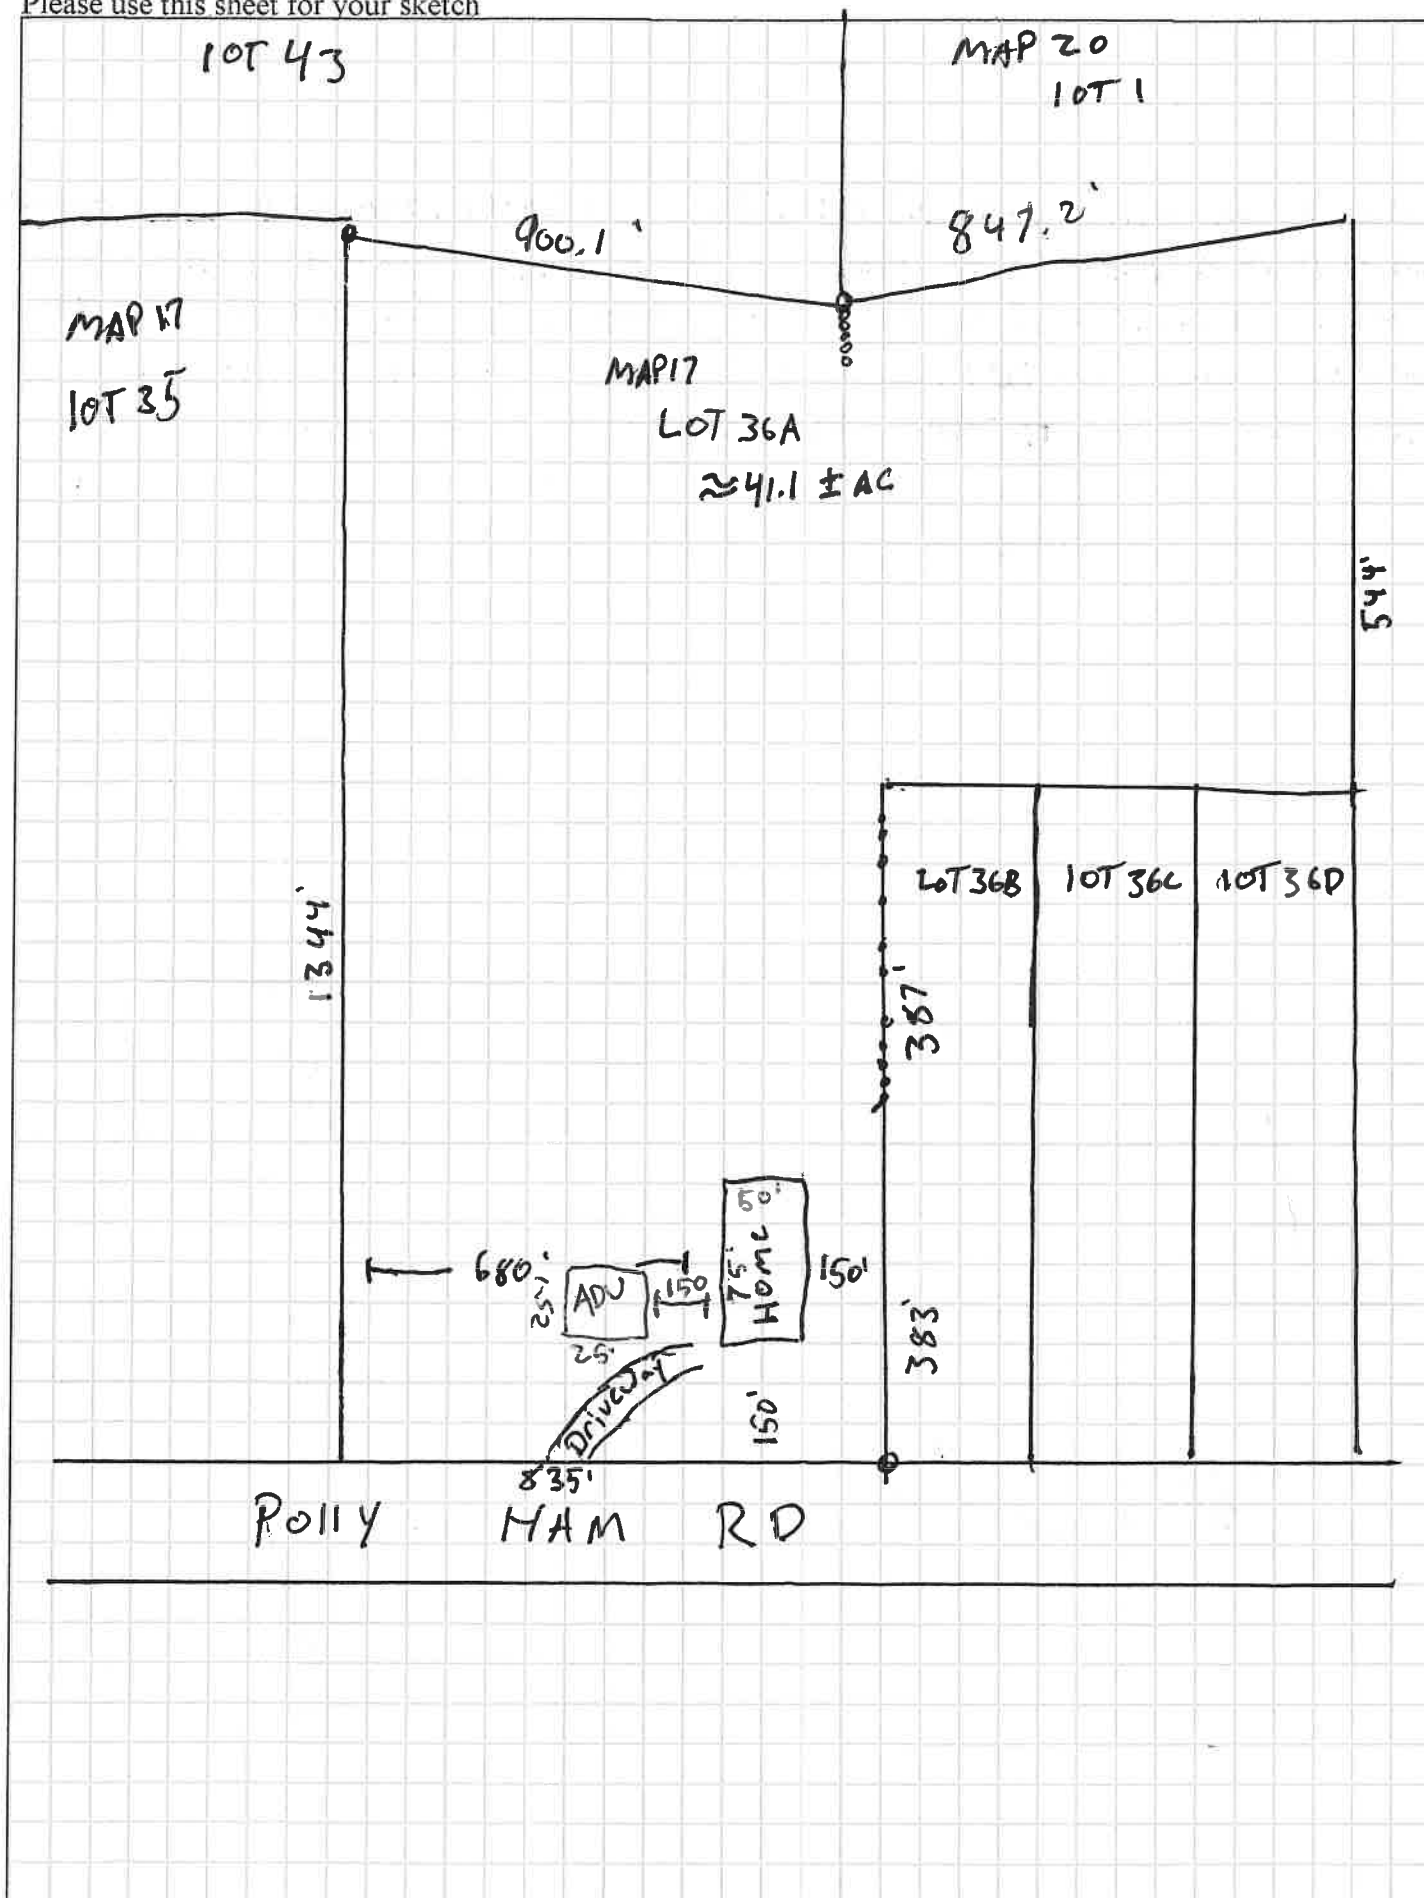 Please use this sheet for your sketch
lOT 43
MAP 20
lOT 1
900.1'
847.2'
MAP 17
lOT 35
MAP17
LOT 36A
≈41.1 ± AC
544'
LOT 36B
lOT 36C
lOT 36D
1344'
387'
50'
75'
Home
150'
680'
25'
ADU
150
25'
383'
Driveway
150'
835'
POllY HAM RD